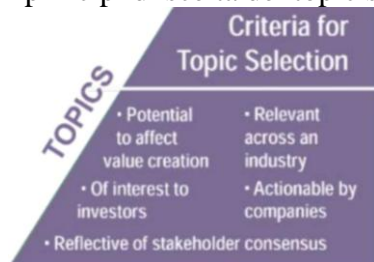 TOPICS
Criteria for
Topic Selection
• Potential
to affect
value creation
• Of interest to
investors
• Relevant
across an
industry
• Actionable by
companies
• Reflective of stakeholder consensus